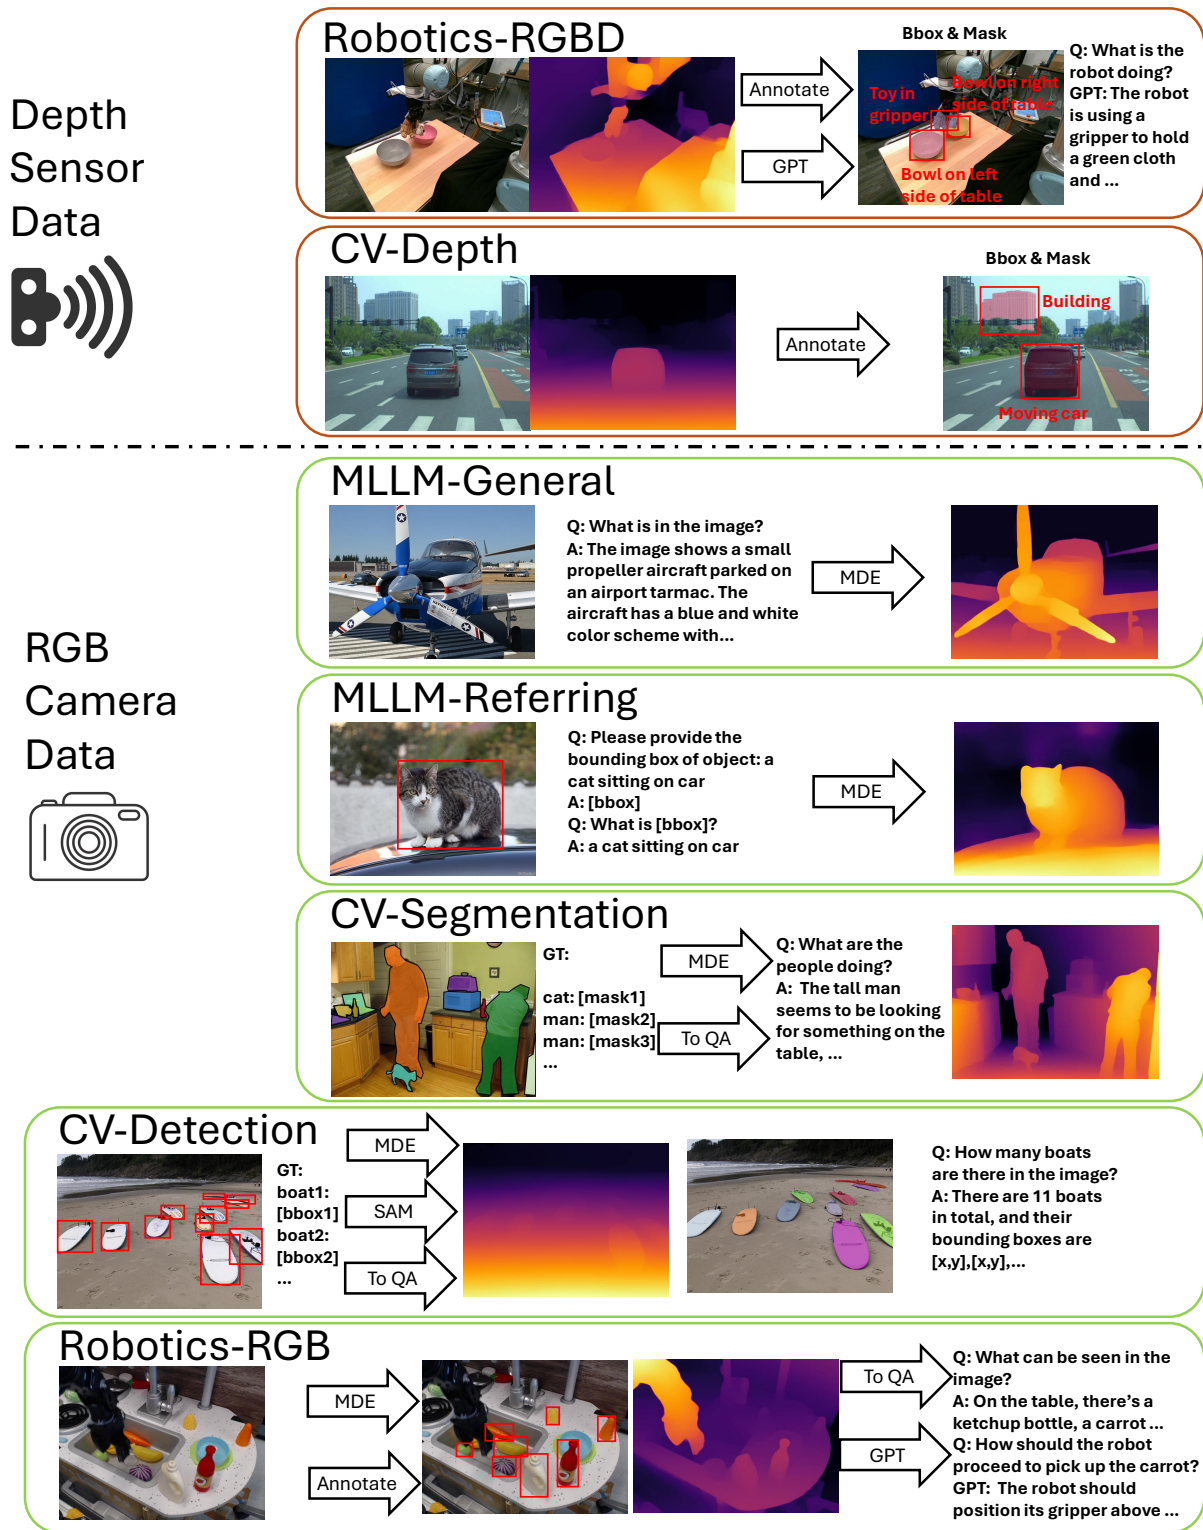 Depth
Sensor
Data
Robotics-RGBD
Annotate
GPT
Bbox & Mask
Toy in
gripper
Bowl on right
side of table
Bowl on left
side of table
Q: What is the
robot doing?
GPT: The robot
is using a
gripper to hold
a green cloth
and ...
CV-Depth
Annotate
Bbox & Mask
Building
Moving car
RGB
Camera
Data
MLLM-General
Q: What is in the image?
A: The image shows a small
propeller aircraft parked on
an airport tarmac. The
aircraft has a blue and white
color scheme with...
MDE
MLLM-Referring
Q: Please provide the
bounding box of object: a
cat sitting on car
A: [bbox]
Q: What is [bbox]?
A: a cat sitting on car
MDE
CV-Segmentation
GT:
cat: [mask1]
man: [mask2]
man: [mask3]
...
MDE
To QA
Q: What are the
people doing?
A: The tall man
seems to be looking
for something on the
table, ...
CV-Detection
GT:
boat1:
[bbox1]
boat2:
[bbox2]
...
MDE
SAM
To QA
Q: How many boats
are there in the image?
A: There are 11 boats
in total, and their
bounding boxes are
[x,y],[x,y],...
Robotics-RGB
MDE
Annotate
To QA
GPT
Q: What can be seen in the
image?
A: On the table, there's a
ketchup bottle, a carrot ...
Q: How should the robot
proceed to pick up the carrot?
GPT: The robot should
position its gripper above ...